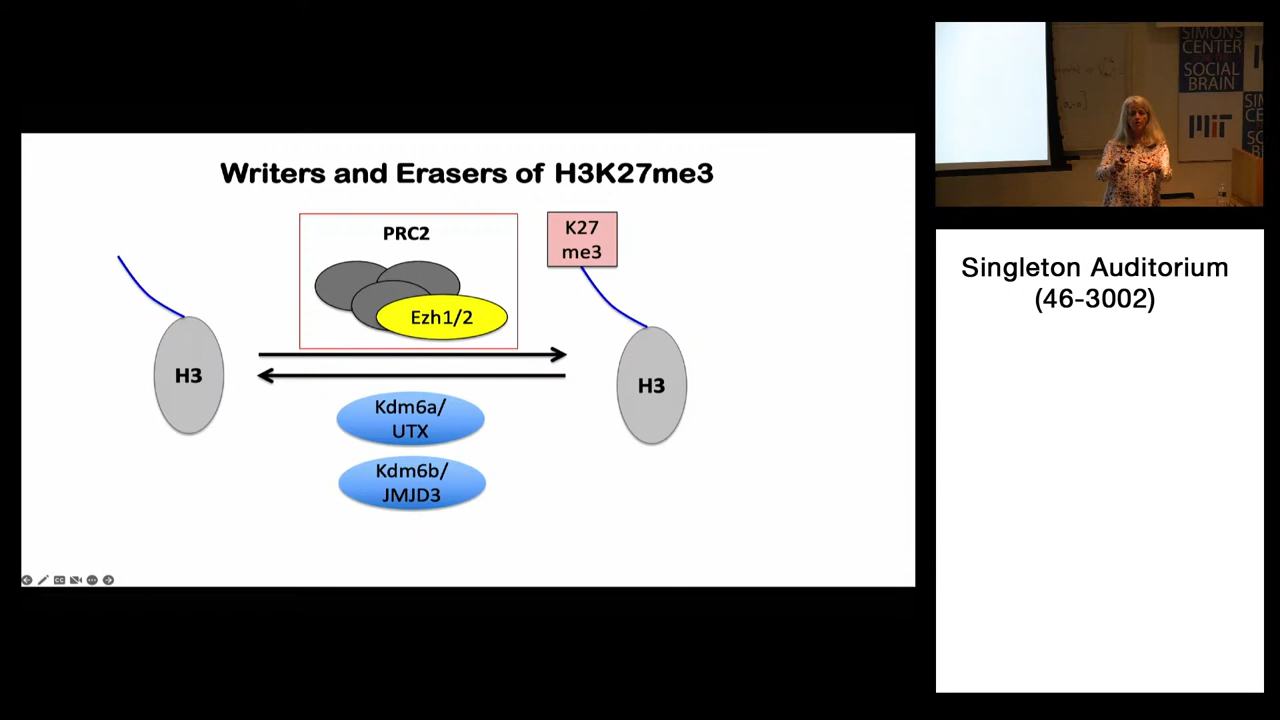 Writers and Erasers of H3K27me3
PRC2
Ezh1/2
K27
me3
H3
H3
Kdm6a/
UTX
Kdm6b/
JMJD3
SIMONS
CENTER
SOCIAL
BRAIN
MIT
Singleton Auditorium
(46-3002)